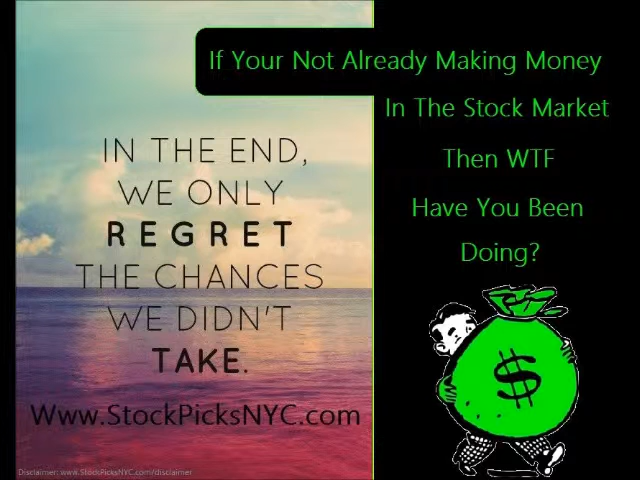 If Your Not Already Making Money
In The Stock Market
Then WTF
Have You Been
Doing?
IN THE END,
WE ONLY
REGRET
THE CHANCES
WE DIDN'T
TAKE.
Www.StockPicksNYC.com
Disclaimer: www.StockPicksNYC.com/disclaimer
$